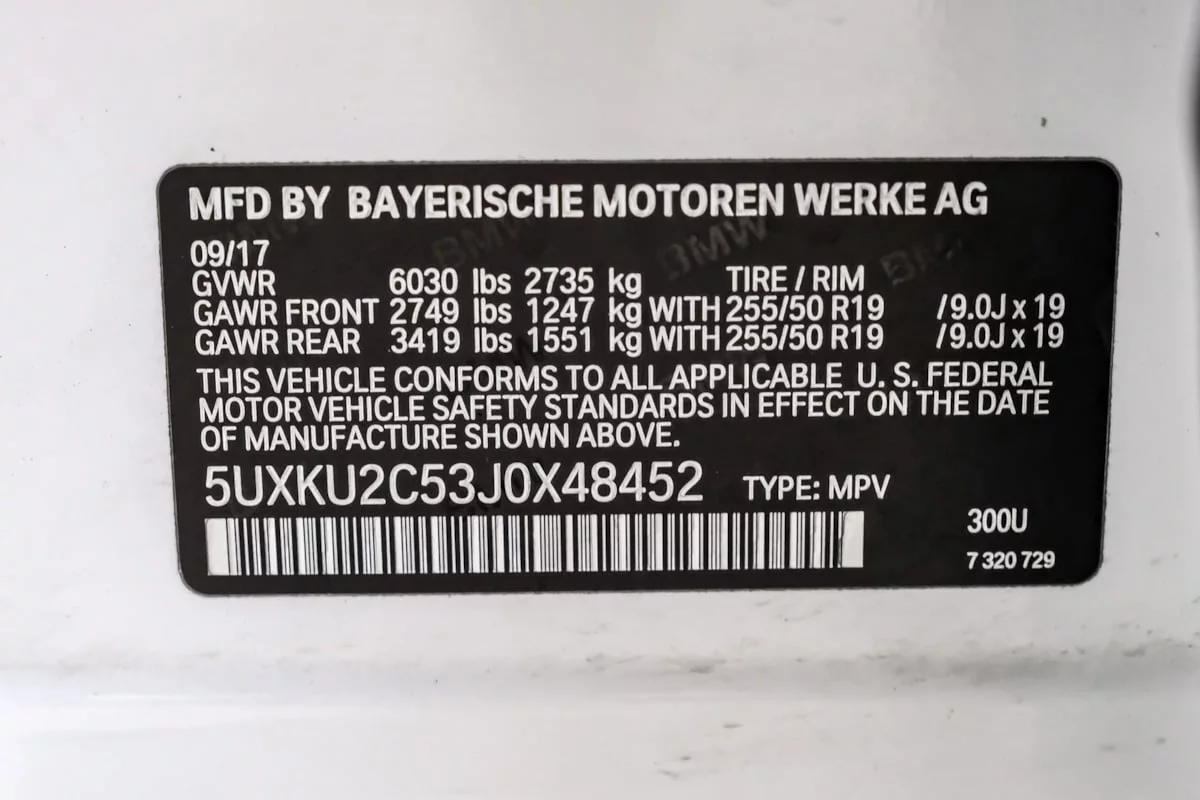 MFD BY BAYERISCHE MOTOREN WERKE AG
09/17
GVWR 6030 lbs 2735 kg TIRE / RIM
GAWR FRONT 2749 lbs 1247 kg WITH 255/50 R19 /9.0J x 19
GAWR REAR 3419 lbs 1551 kg WITH 255/50 R19 /9.0J x 19
THIS VEHICLE CONFORMS TO ALL APPLICABLE U. S. FEDERAL
MOTOR VEHICLE SAFETY STANDARDS IN EFFECT ON THE DATE
OF MANUFACTURE SHOWN ABOVE.
5UXKU2C53J0X48452 TYPE: MPV
300U
7 320 729